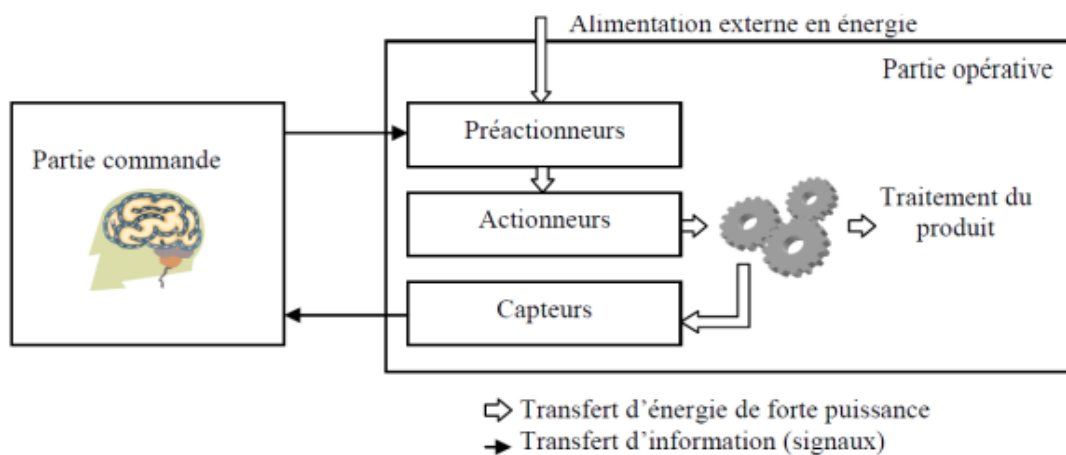 Alimentation externe en énergie
Partie opérative
Préactionneurs
Partie commande
Actionneurs
Traitement du
produit
Capteurs
Transfert d'énergie de forte puissance
Transfert d'information (signaux)